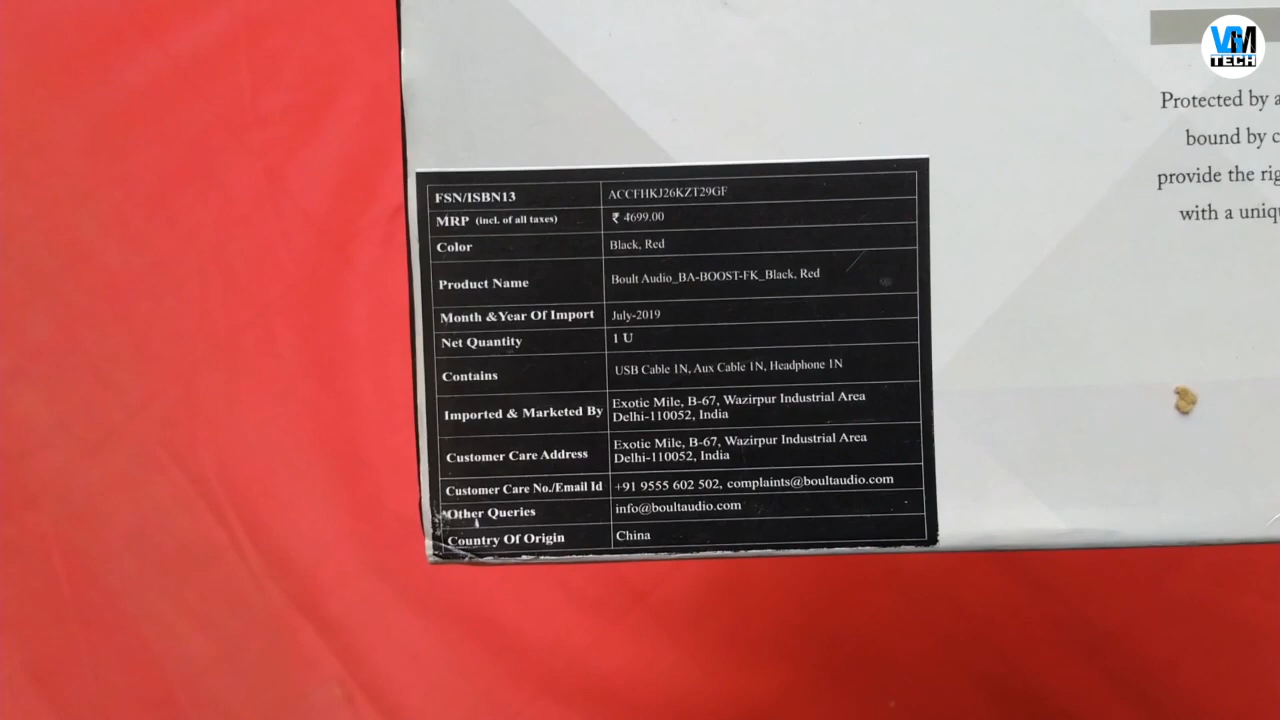 VGM
TECH
Protected by a
bound by c
provide the rig
with a uniqu
FSN/ISBN13 ACCFHKJ26KZT29GF
MRP (incl. of all taxes) ₹ 4699.00
Color Black, Red
Product Name Boult Audio_BA-BOOST-FK_Black, Red
Month &Year Of Import July-2019
Net Quantity 1 U
Contains USB Cable 1N, Aux Cable 1N, Headphone 1N
Imported & Marketed By Exotic Mile, B-67, Wazirpur Industrial Area
Delhi-110052, India
Customer Care Address Exotic Mile, B-67, Wazirpur Industrial Area
Delhi-110052, India
Customer Care No./Email Id +91 9555 602 502, complaints@boultaudio.com
Other Queries info@boultaudio.com
Country Of Origin China